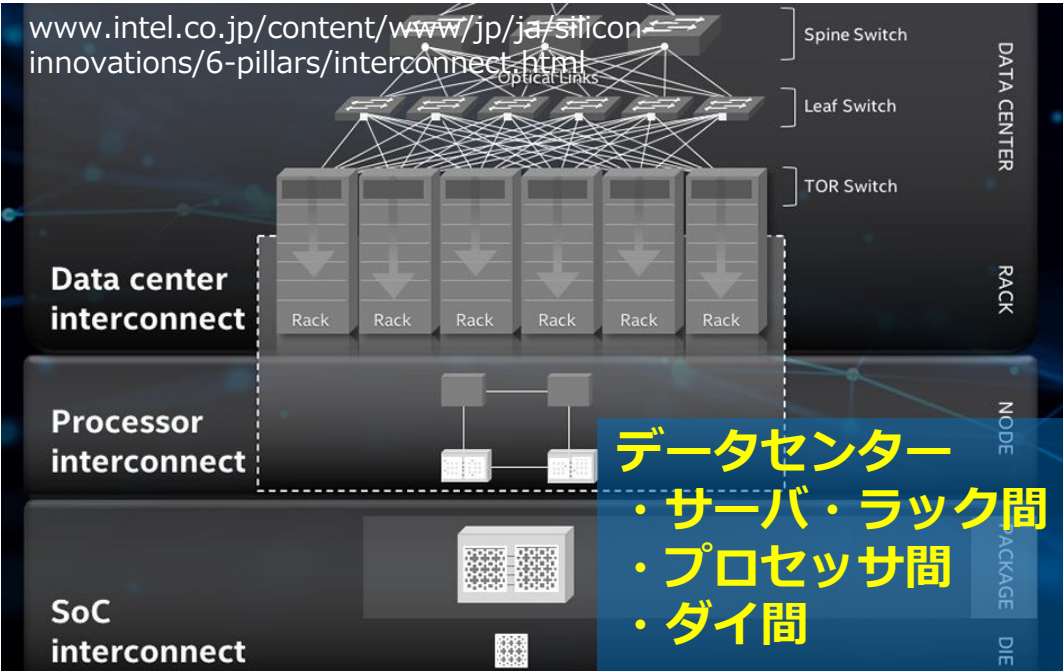 www.intel.co.jp/content/www/jp/ja/silicon-
innovations/6-pillars/interconnect.html
Optical Links
Spine Switch
Leaf Switch
TOR Switch
DATA CENTER
RACK
Data center
interconnect
Rack Rack Rack Rack Rack Rack
Processor
interconnect
NODE
データセンター
・サーバ・ラック間
・プロセッサ間
・ダイ間
PACKAGE
SoC
interconnect
DIE